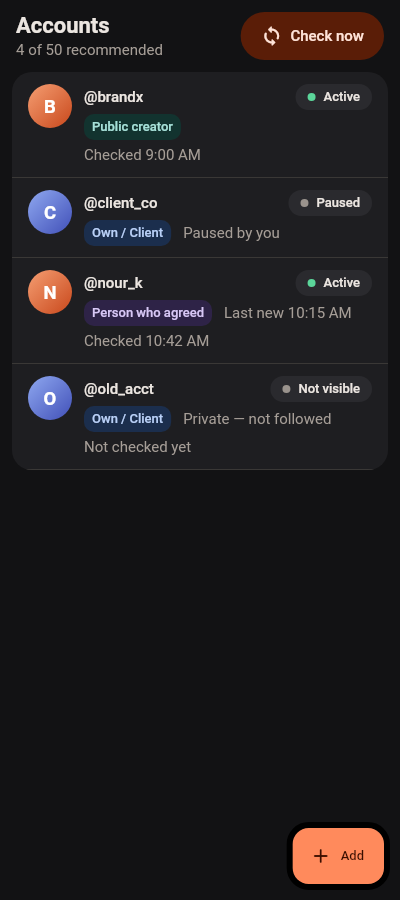 Accounts
4 of 50 recommended
Check now
B
@brandx
Active
Public creator
Checked 9:00 AM
C
@client_co
Paused
Own / Client
Paused by you
N
@nour_k
Active
Person who agreed
Last new 10:15 AM
Checked 10:42 AM
O
@old_acct
Not visible
Own / Client
Private — not followed
Not checked yet
+ Add